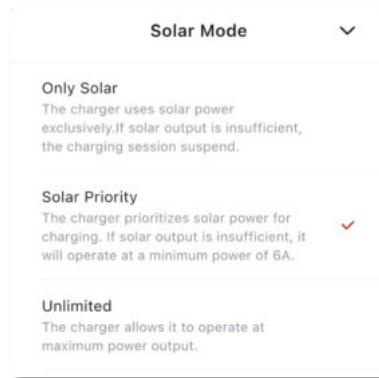 Solar Mode
Only Solar
The charger uses solar power
exclusively.If solar output is insufficient,
the charging session suspend.
Solar Priority
The charger prioritizes solar power for
charging. If solar output is insufficient, it
will operate at a minimum power of 6A.
Unlimited
The charger allows it to operate at
maximum power output.